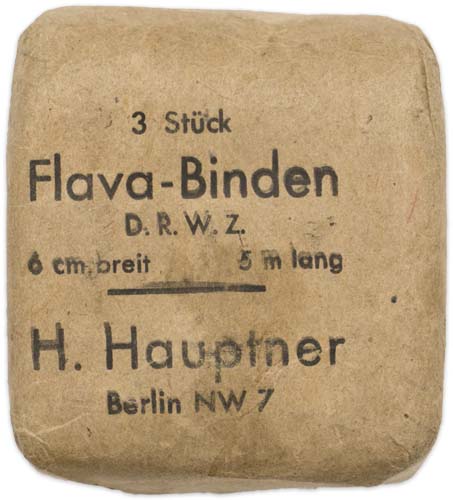 3 Stück
Flava-Binden
D. R. W. Z.
6 cm breit 5 m lang
H. Hauptner
Berlin NW 7